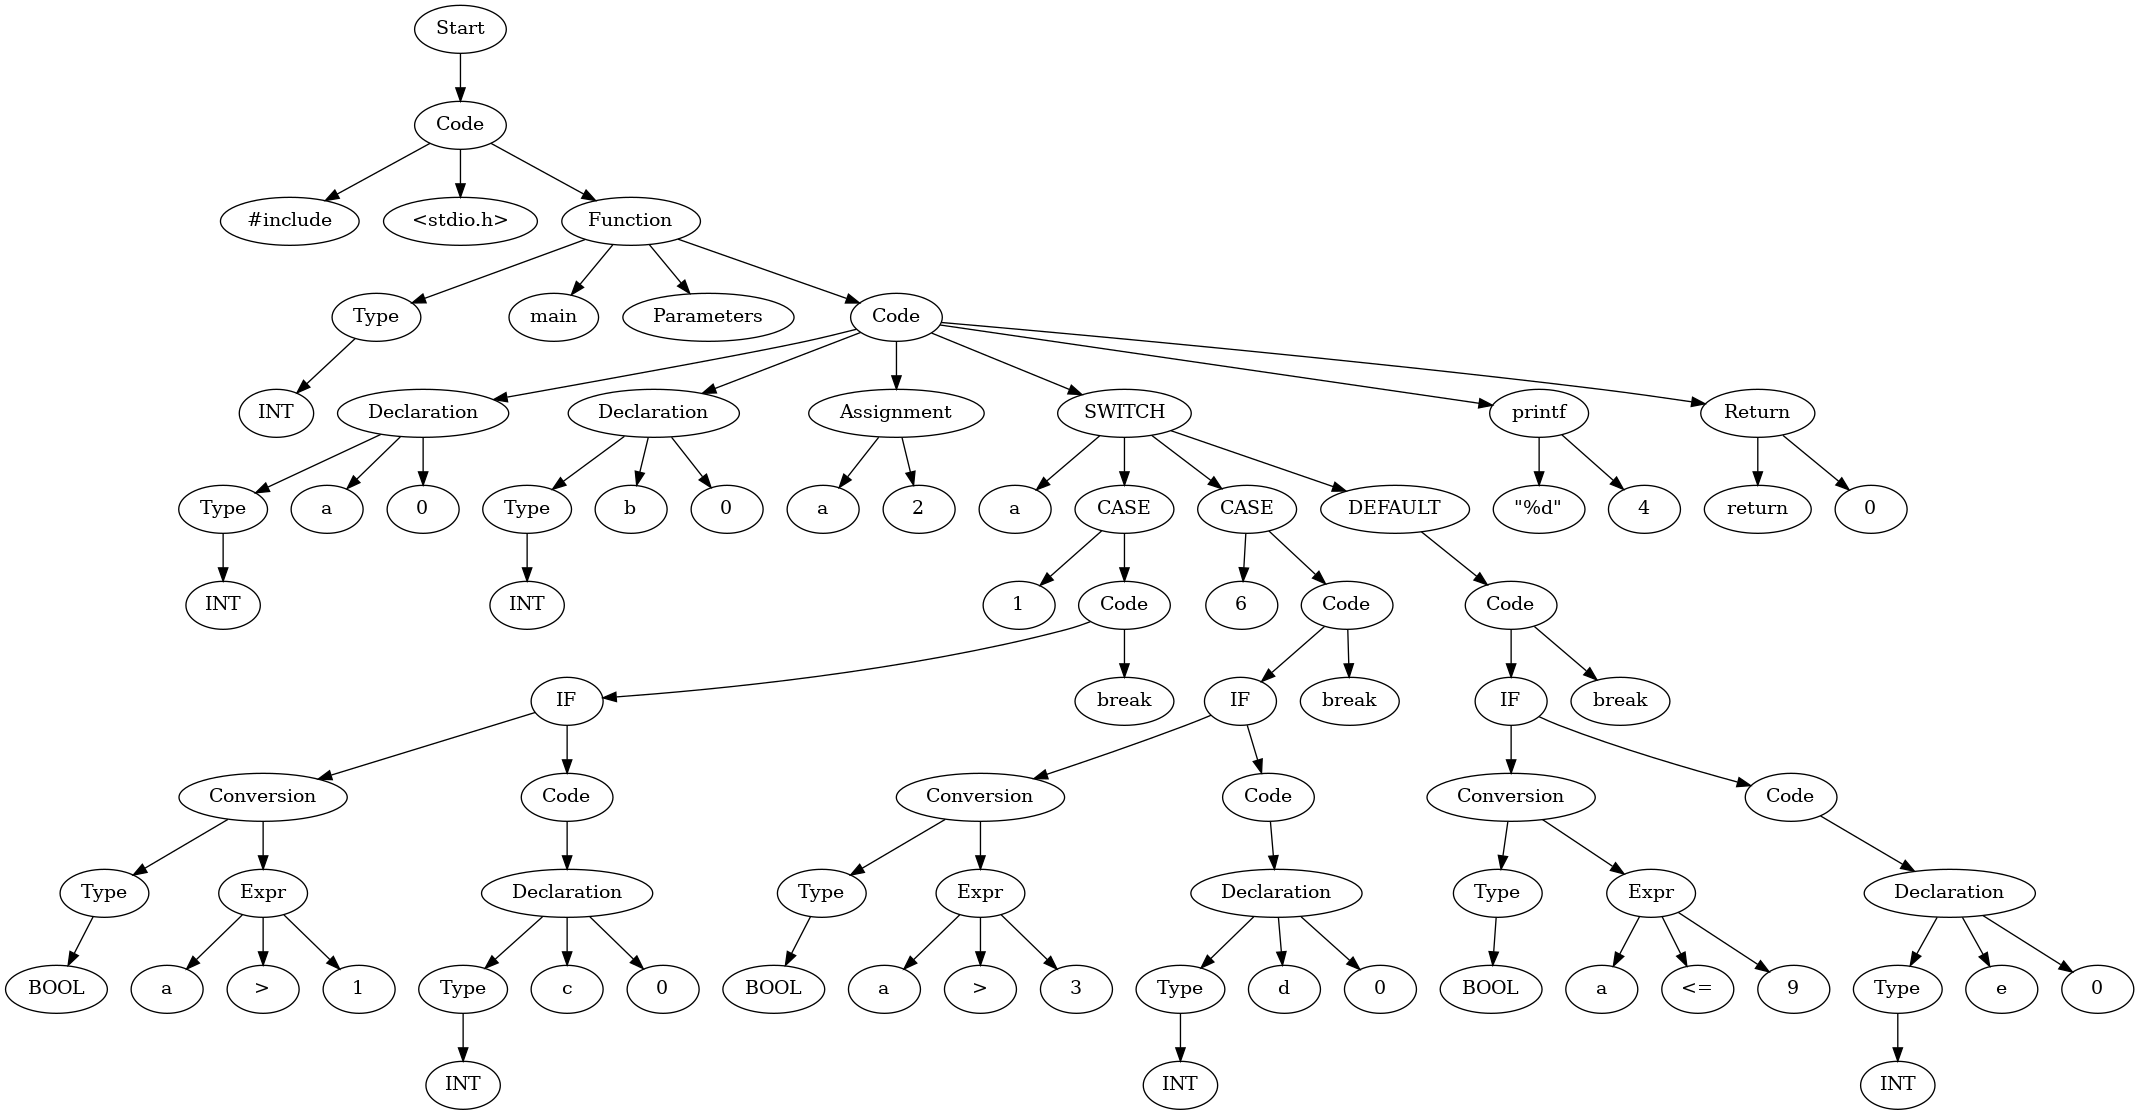 Start
Code
#include
<stdio.h>
Function
Type
main
Parameters
Code
INT
Declaration
Declaration
Assignment
SWITCH
printf
Return
Type
a
0
Type
b
0
a
2
a
CASE
CASE
DEFAULT
"%d"
4
return
0
INT
INT
1
Code
6
Code
Code
IF
break
IF
break
IF
break
Conversion
Code
Conversion
Code
Conversion
Code
Type
Expr
Declaration
Type
Expr
Declaration
Type
Expr
Declaration
BOOL
a
>
1
Type
c
0
BOOL
a
>
3
Type
d
0
BOOL
a
<=
9
Type
e
0
INT
INT
INT